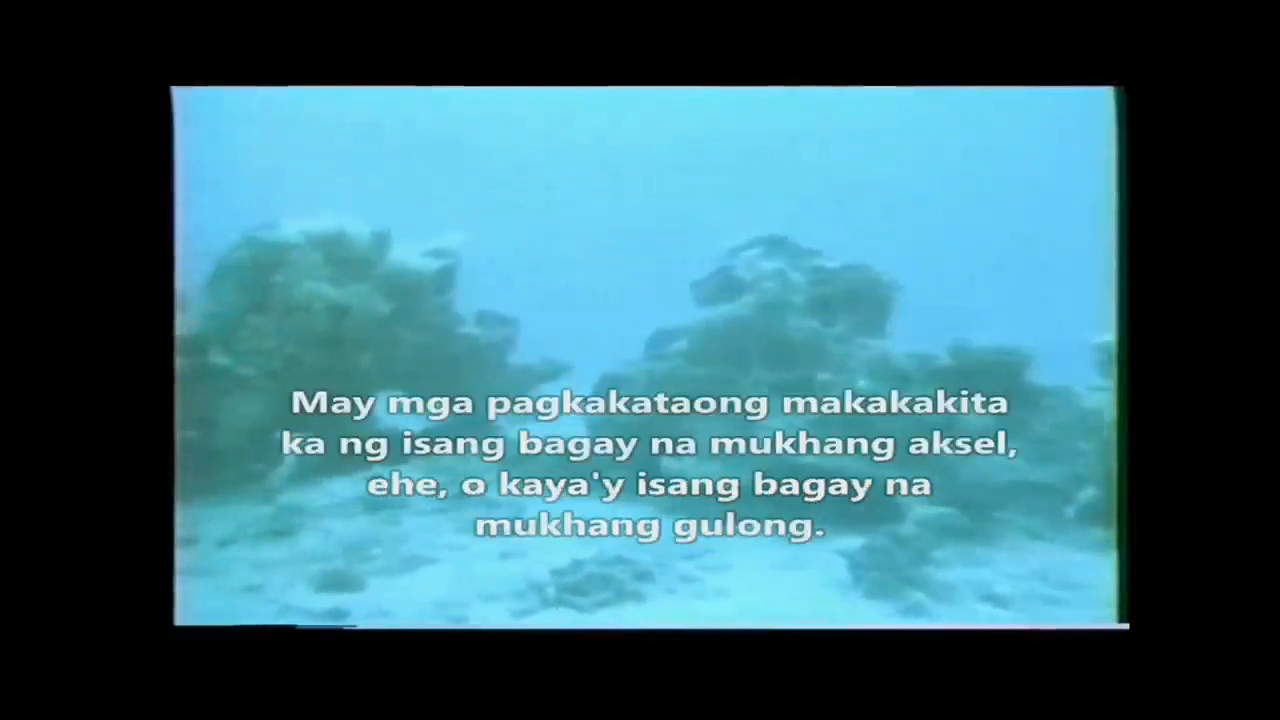 May mga pagkakataong makakakita
ka ng isang bagay na mukhang aksel,
ehe, o kaya'y isang bagay na
mukhang gulong.